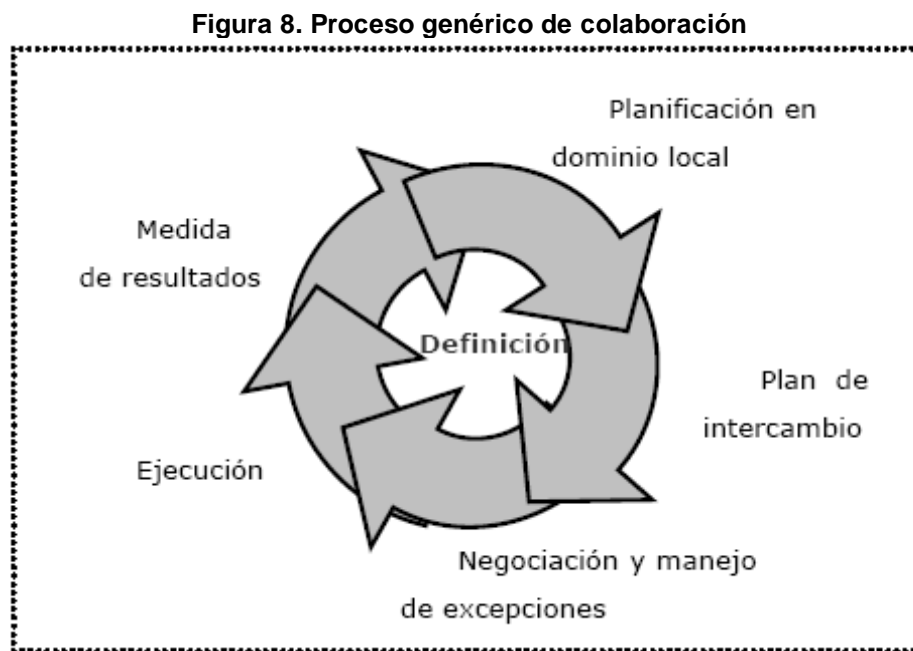 Figura 8. Proceso genérico de colaboración
Planificación en
dominio local
Medida
de resultados
Definición
Plan de
intercambio
Ejecución
Negociación y manejo
de excepciones